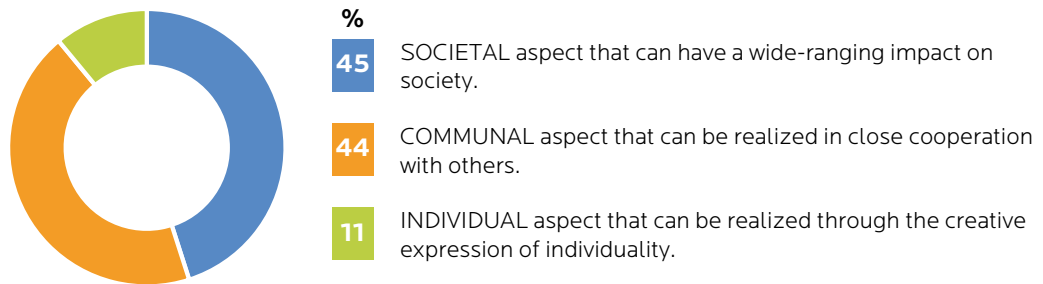 %
45
SOCIETAL aspect that can have a wide-ranging impact on
society.
44
COMMUNAL aspect that can be realized in close cooperation
with others.
11
INDIVIDUAL aspect that can be realized through the creative
expression of individuality.